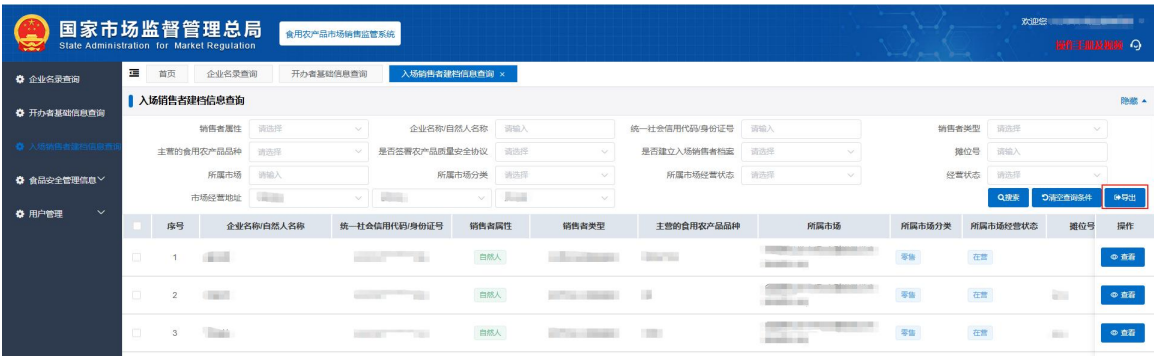 国家市场监督管理总局
State Administration for Market Regulation
食用农产品市场销售监管系统
欢迎您
操作手册及视频
企业名录查询
开办者基础信息查询
入场销售者建档信息查询
食品安全管理信息
用户管理
首页 企业名录查询 开办者基础信息查询 入场销售者建档信息查询 ×
入场销售者建档信息查询 隐藏
销售者属性 请选择 企业名称/自然人名称 请输入 统一社会信用代码/身份证号 请输入 销售者类型 请选择
主营的食用农产品品种 请选择 是否签署农产品质量安全协议 请选择 是否建立入场销售者档案 请选择 摊位号 请输入
所属市场 请输入 所属市场分类 请选择 所属市场经营状态 请选择 经营状态 请选择
市场经营地址
搜索 清空查询条件 导出
序号 企业名称/自然人名称 统一社会信用代码/身份证号 销售者属性 销售者类型 主营的食用农产品品种 所属市场 所属市场分类 所属市场经营状态 摊位号 操作
1 自然人 零售 在营 查看
2 自然人 零售 在营 查看
3 自然人 零售 在营 查看